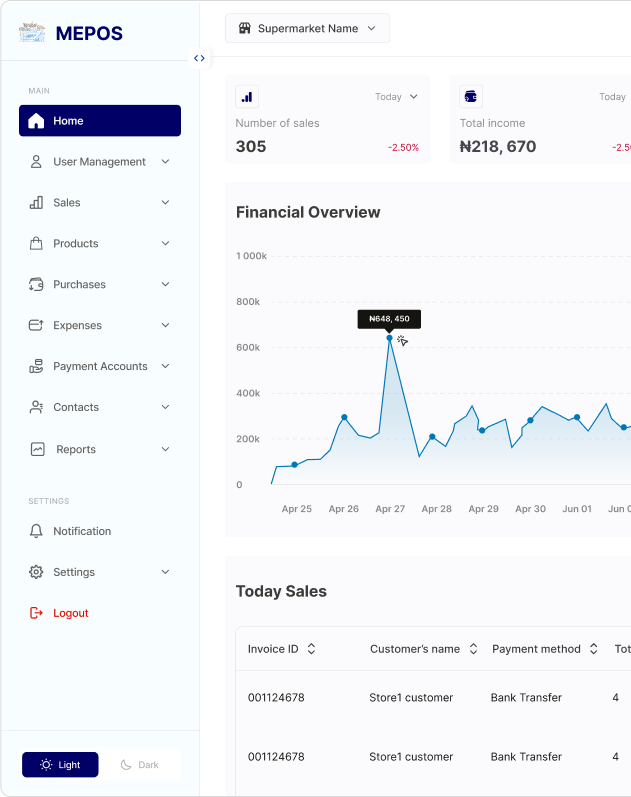 MEPOS
MAIN
Home
User Management
Sales
Products
Purchases
Expenses
Payment Accounts
Contacts
Reports
SETTINGS
Notification
Settings
Logout
Light
Dark
Supermarket Name
Today
Number of sales
305
-2.50%
Today
Total income
₦218, 670
-2.5
Financial Overview
1 000k
800k
600k
400k
200k
0
₦648, 450
Apr 25 Apr 26 Apr 27 Apr 28 Apr 29 Apr 30 Jun 01 Jun 0
Today Sales
Invoice ID Customer's name Payment method Tot
001124678 Store1 customer Bank Transfer 4
001124678 Store1 customer Bank Transfer 4